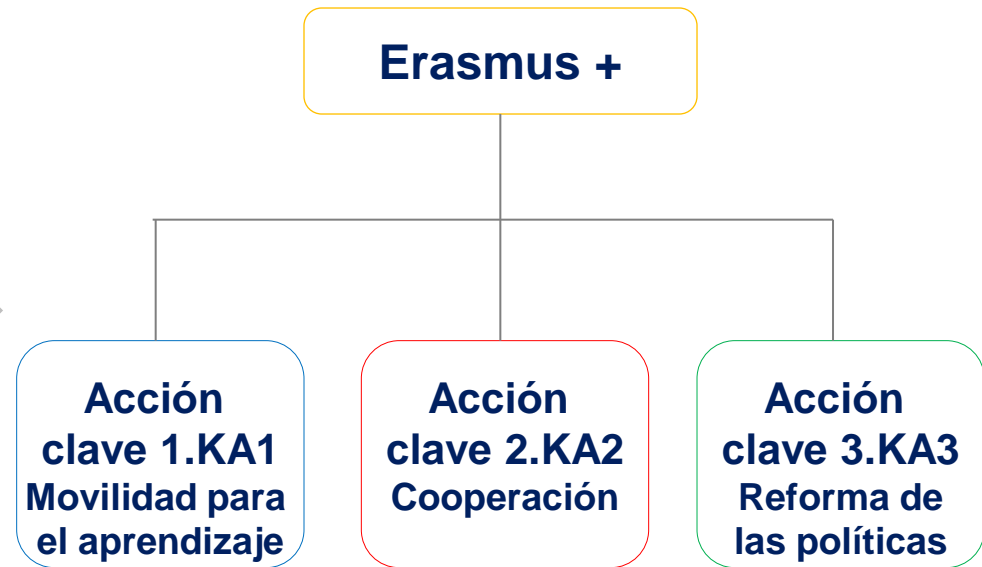 Erasmus +
Acción
clave 1.KA1
Movilidad para
el aprendizaje
Acción
clave 2.KA2
Cooperación
Acción
clave 3.KA3
Reforma de
las políticas